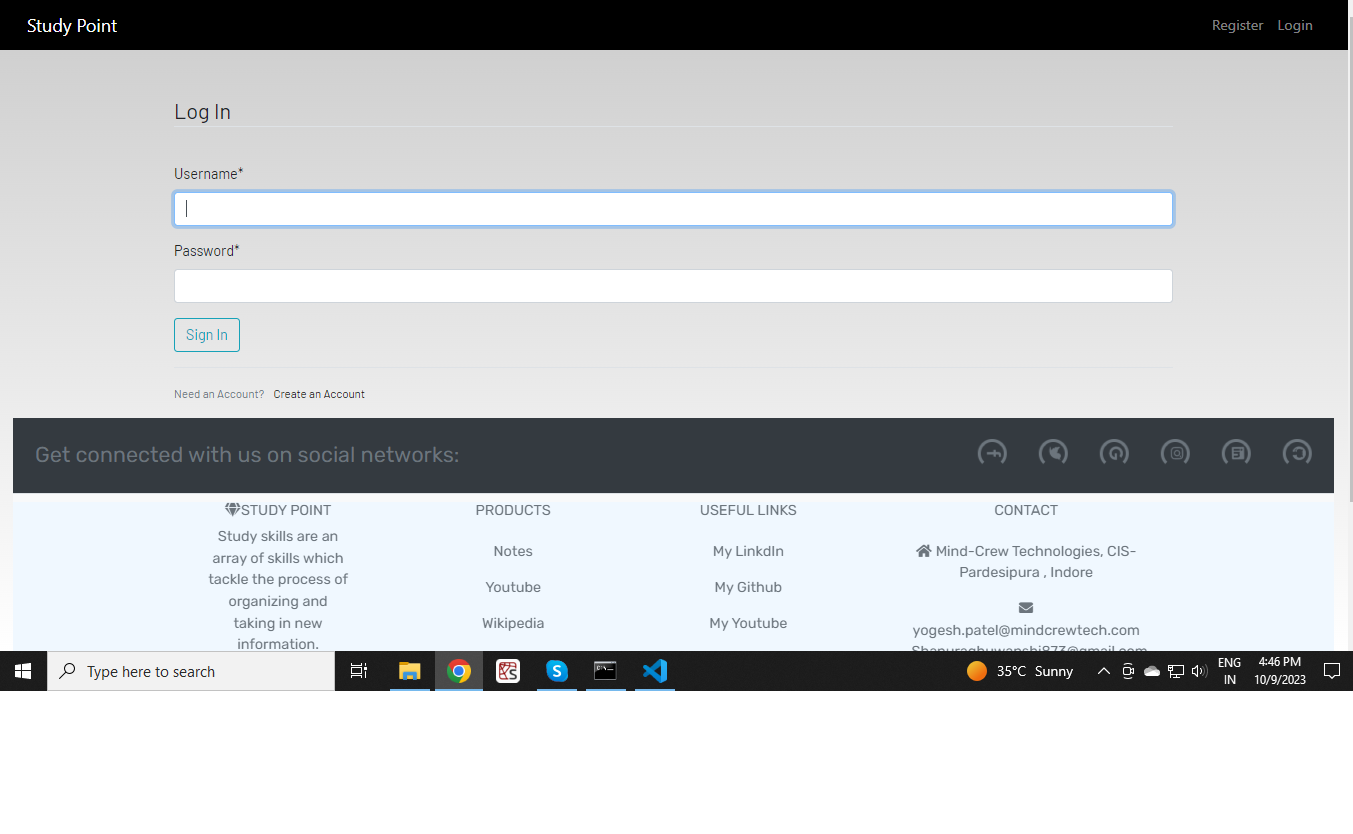 Study Point
Register Login
Log In
Username*
Password*
Sign In
Need an Account? Create an Account
Get connected with us on social networks:
STUDY POINT
Study skills are an
array of skills which
tackle the process of
organizing and
taking in new
information.
PRODUCTS
Notes
Youtube
Wikipedia
USEFUL LINKS
My LinkdIn
My Github
My Youtube
CONTACT
Mind-Crew Technologies, CIS-
Pardesipura , Indore
yogesh.patel@mindcrewtech.com
Type here to search
35°C Sunny
ENG
IN
4:46 PM
10/9/2023